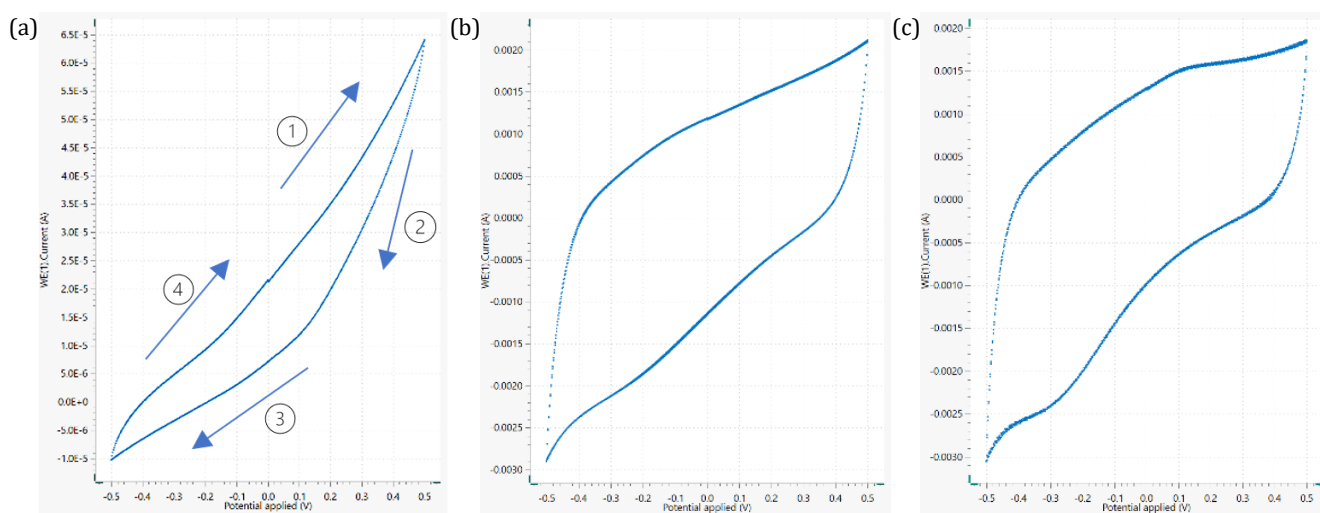 (a)
6.5E-5
6.0E-5
5.5E-5
5.0E-5
4.5E-5
4.0E-5
3.5E-5
3.0E-5
2.5E-5
2.0E-5
1.5E-5
1.0E-5
5.0E-6
0.0E+0
-5.0E-6
-1.0E-5
WE(1).Current (A)
1
2
3
4
-0.5 -0.4 -0.3 -0.2 -0.1 0.0 0.1 0.2 0.3 0.4 0.5
Potential applied (V)
(b)
0.0020
0.0015
0.0010
0.0005
0.0000
-0.0005
-0.0010
-0.0015
-0.0020
-0.0025
-0.0030
WE(1).Current (A)
-0.5 -0.4 -0.3 -0.2 -0.1 0.0 0.1 0.2 0.3 0.4 0.5
Potential applied (V)
(c)
0.0020
0.0015
0.0010
0.0005
0.0000
-0.0005
-0.0010
-0.0015
-0.0020
-0.0025
-0.0030
WE(1).Current (A)
-0.5 -0.4 -0.3 -0.2 -0.1 0.0 0.1 0.2 0.3 0.4 0.5
Potential applied (V)